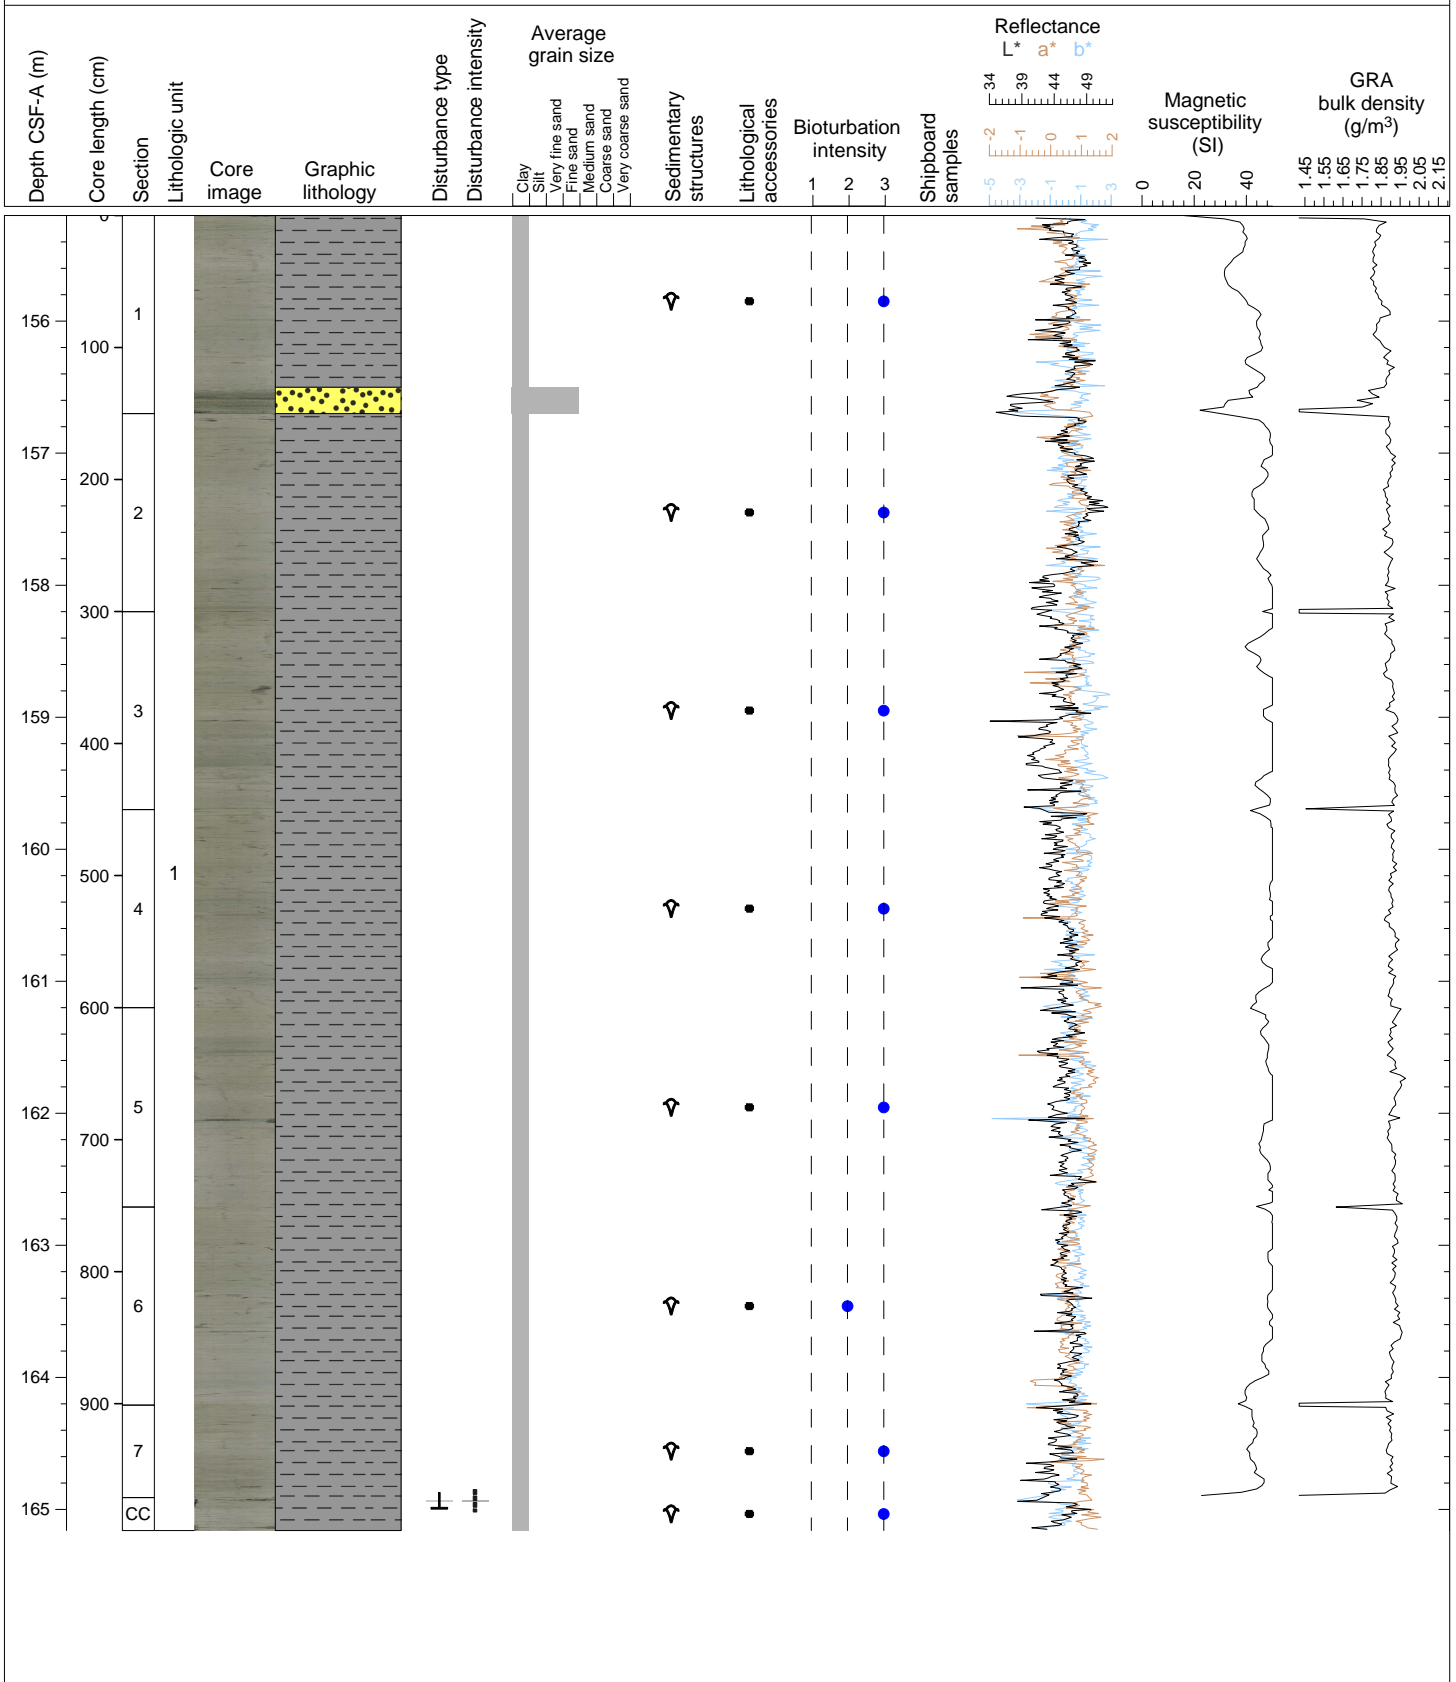 Depth CSF-A (m)
Core length (cm)
Section
Lithologic unit
Core
image
Graphic
lithology
Disturbance type
Disturbance intensity
Average
grain size
Clay
Silt
Very fine sand
Fine sand
Medium sand
Coarse sand
Very coarse sand
Sedimentary
structures
Lithological
accessories
Bioturbation
intensity
1 2 3
Shipboard
samples
Reflectance
L* a* b*
34 39 44 49
-2 -1 0 1 2
-5 -3 -1 1 3
Magnetic
susceptibility
(SI)
0 20 40
GRA
bulk density
(g/m³)
1.45 1.55 1.65 1.75 1.85 1.95 2.05 2.15
0
1
156
100
157
200
2
158
300
3
159
400
160
500
1
4
161
600
5
162
700
163
800
6
164
900
7
165
CC